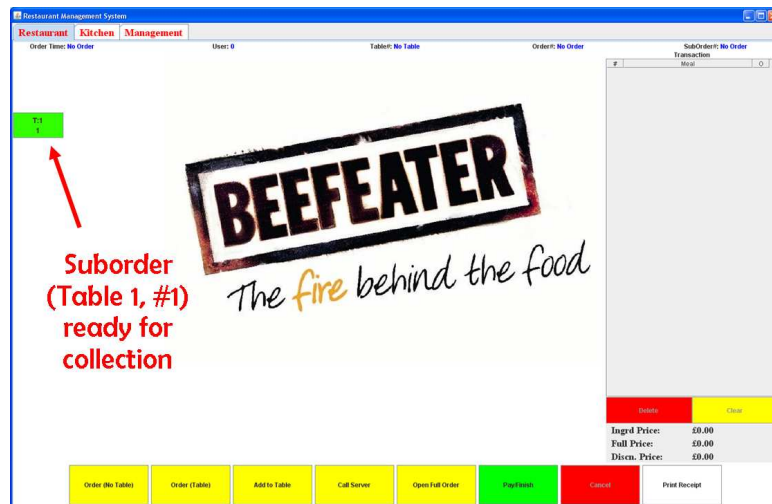 Restaurant Management System
Restaurant Kitchen Management
Order Time: No Order User: 0 Table#: No Table Order#: No Order SubOrder#: No Order
Transaction
# Meal O
T:1
1
BEEFEATER
The fire behind the food
Suborder
(Table 1, #1)
ready for
collection
Delete Clear
Ingrd Price: £0.00
Full Price: £0.00
Discn. Price: £0.00
Order (No Table) Order (Table) Add to Table Call Server Open Full Order Pay/Finish Cancel Print Receipt